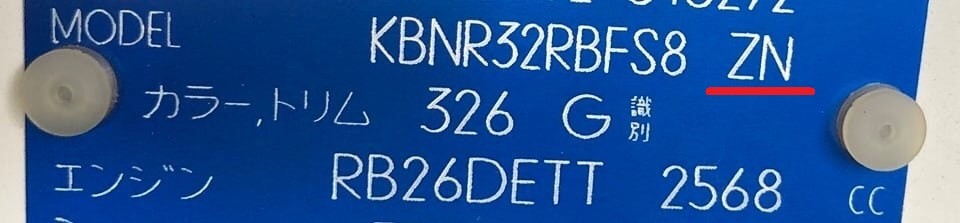 MODEL KBNR32RBFS8 ZN
カラー,トリム 326 G 識別
エンジン RB26DETT 2568 CC